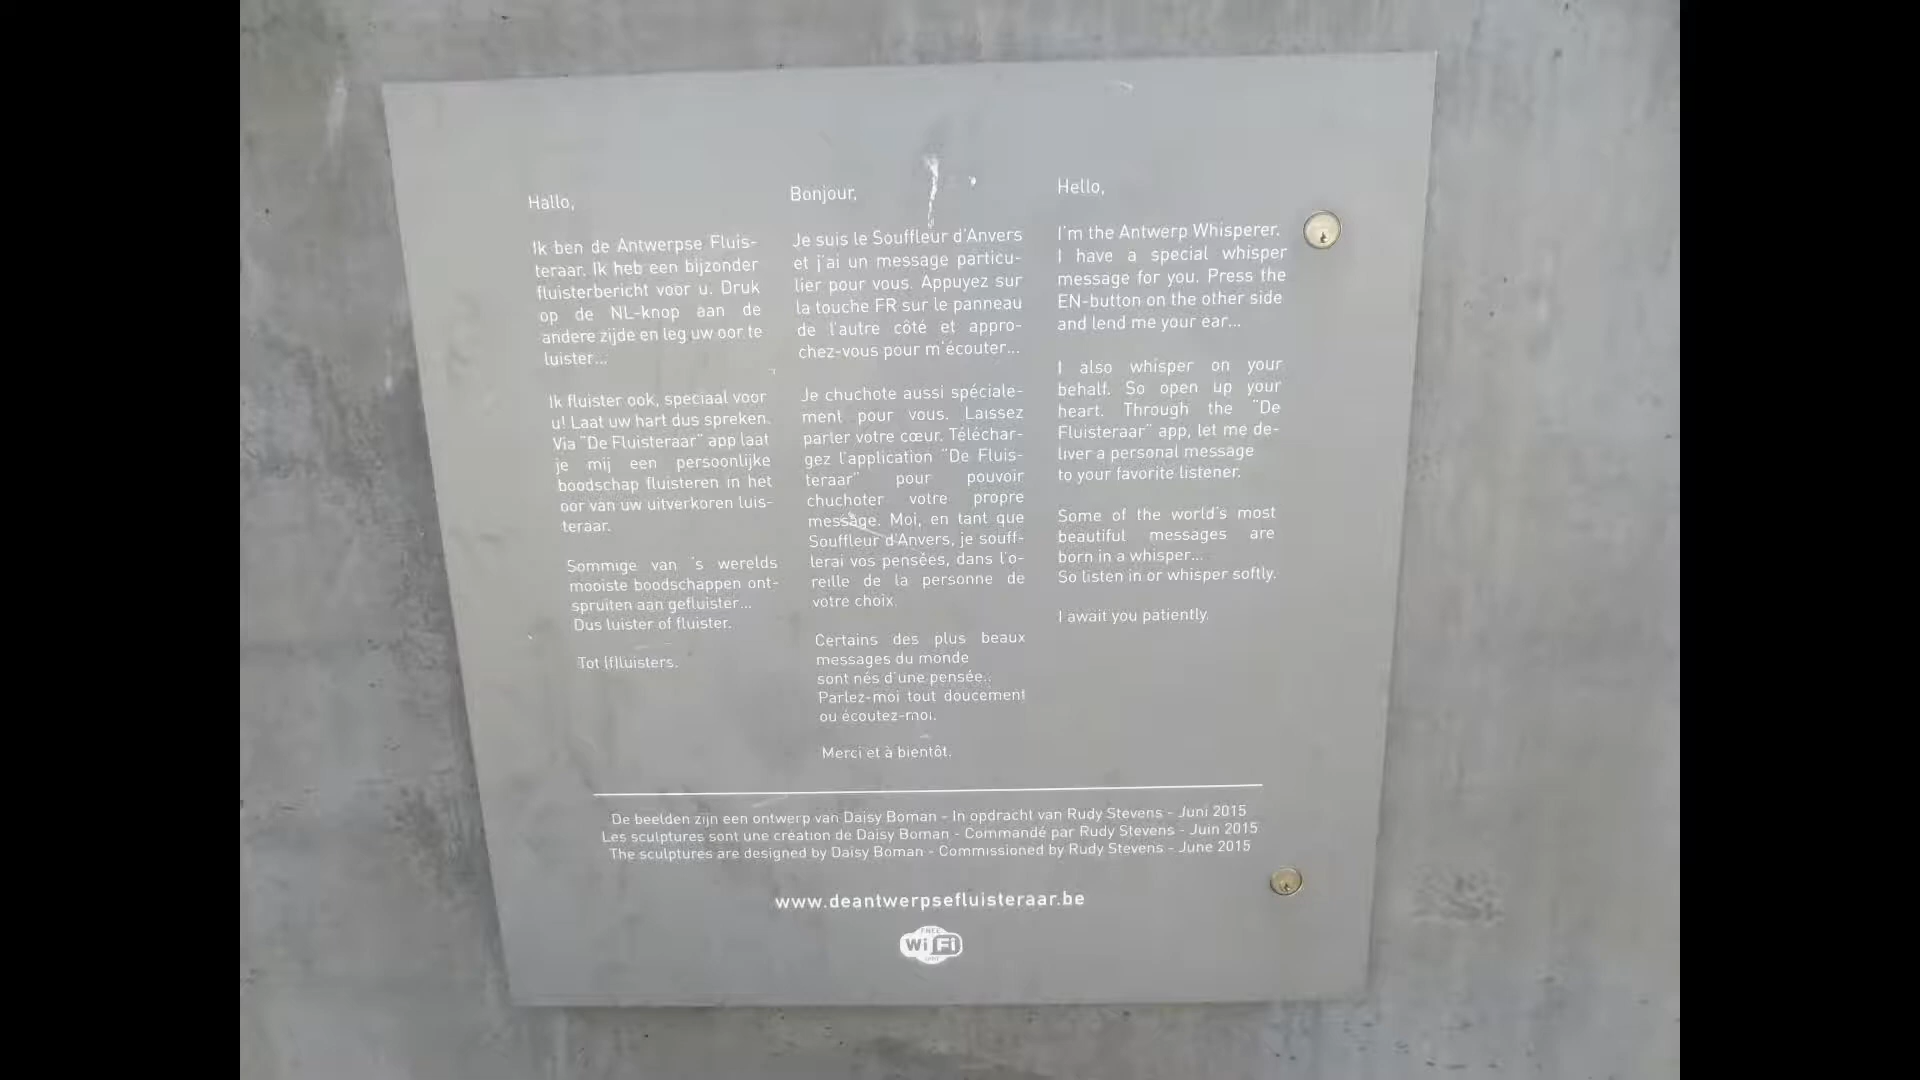 Hallo,
Ik ben de Antwerpse Fluis-
teraar. Ik heb een bijzonder
fluisterbericht voor u. Druk
op de NL-knop aan de
andere zijde en leg uw oor te
luister...
Ik fluister ook, speciaal voor
u! Laat uw hart dus spreken.
Via "De Fluisteraar" app laat
je mij een persoonlijke
boodschap fluisteren in het
oor van uw uitverkoren luis-
teraar.
Sommige van 's werelds
mooiste boodschappen ont-
spruiten aan gefluister...
Dus luister of fluister.
Tot (f)luisters.
Bonjour,
Je suis le Souffleur d'Anvers
et j'ai un message particu-
lier pour vous. Appuyez sur
la touche FR sur le panneau
de l'autre côté et appro-
chez-vous pour m'écouter...
Je chuchote aussi spéciale-
ment pour vous. Laissez
parler votre cœur. Téléchar-
gez l'application "De Fluis-
teraar" pour pouvoir
chuchoter votre propre
message. Moi, en tant que
Souffleur d'Anvers, je souff-
lerai vos pensées, dans l'o-
reille de la personne de
votre choix.
Certains des plus beaux
messages du monde
sont nés d'une pensée...
Parlez-moi tout doucement
ou écoutez-moi.
Merci et à bientôt.
Hello,
I'm the Antwerp Whisperer.
I have a special whisper
message for you. Press the
EN-button on the other side
and lend me your ear...
I also whisper on your
behalf. So open up your
heart. Through the "De
Fluisteraar" app, let me de-
liver a personal message
to your favorite listener.
Some of the world's most
beautiful messages are
born in a whisper...
So listen in or whisper softly.
I await you patiently.
De beelden zijn een ontwerp van Daisy Boman - In opdracht van Rudy Stevens - Juni 2015
Les sculptures sont une création de Daisy Boman - Commandé par Rudy Stevens - Juin 2015
The sculptures are designed by Daisy Boman - Commissioned by Rudy Stevens - June 2015
www.deantwerpsefluisteraar.be
FREE
Wi Fi